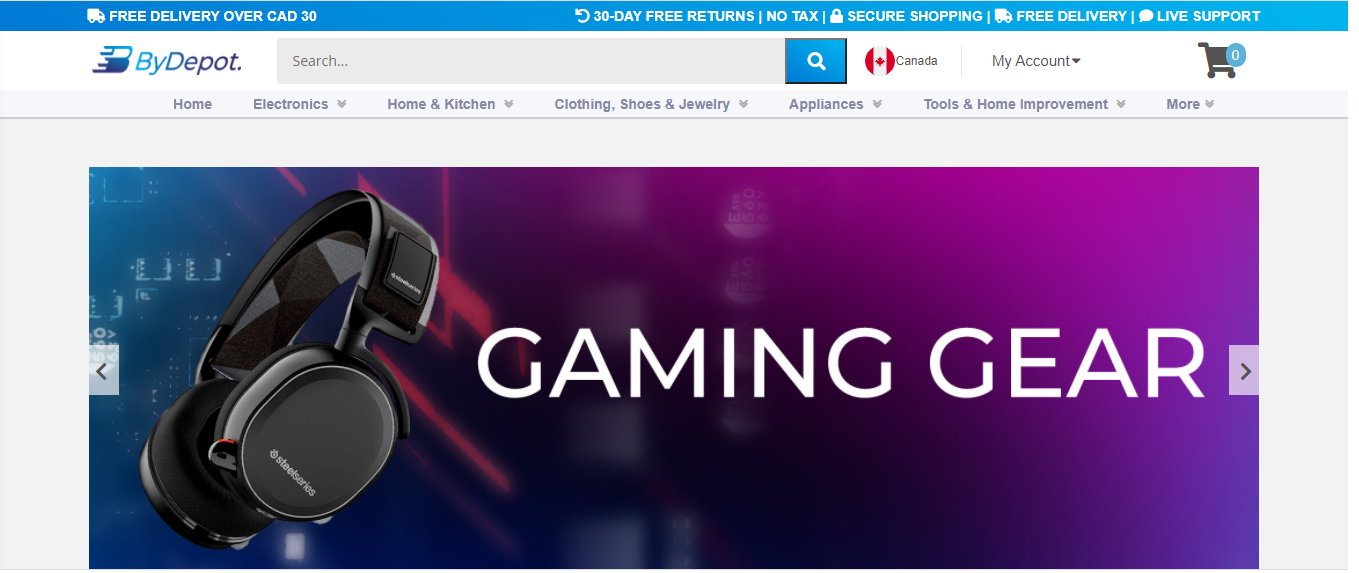 FREE DELIVERY OVER CAD 30
30-DAY FREE RETURNS | NO TAX | SECURE SHOPPING | FREE DELIVERY | LIVE SUPPORT
ByDepot.
Search...
Canada
My Account
0
Home
Electronics
Home & Kitchen
Clothing, Shoes & Jewelry
Appliances
Tools & Home Improvement
More
steelseries
GAMING GEAR
steelseries